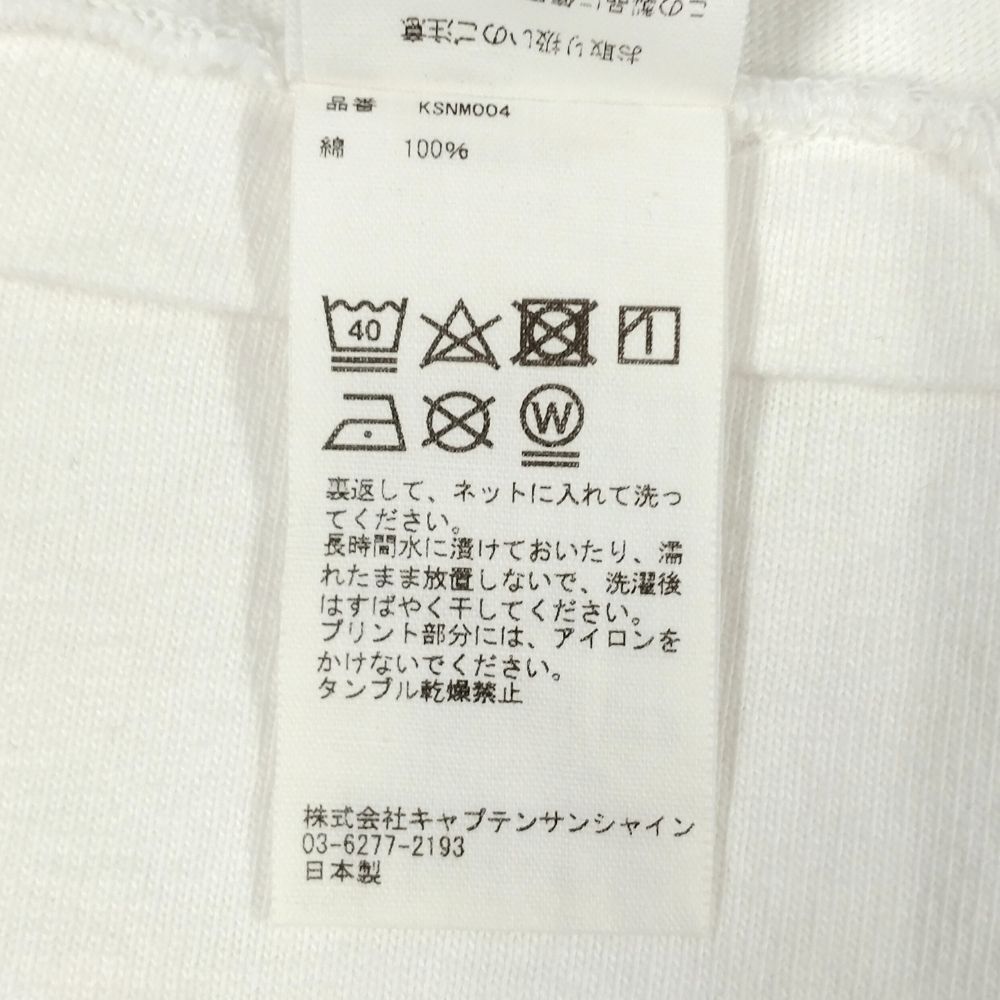 この製品に
お取り扱いのご注意
品番 KSNM004
綿 100%
40
W
裏返して、ネットに入れて洗っ
てください。
長時間水に漬けておいたり、濡
れたまま放置しないで、洗濯後
はすばやく干してください。
プリント部分には、アイロンを
かけないでください。
タンブル乾燥禁止
株式会社キャプテンサンシャイン
03-6277-2193
日本製